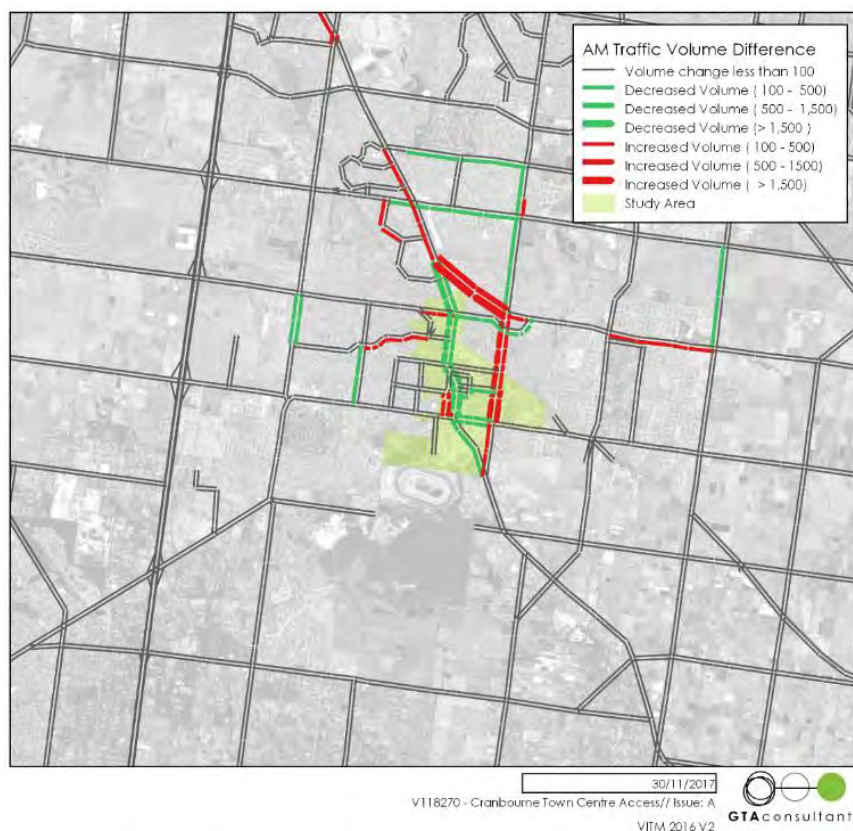 AM Traffic Volume Difference
Volume change less than 100
Decreased Volume ( 100 - 500)
Decreased Volume (500 - 1,500)
Decreased Volume (> 1,500 )
Increased Volume ( 100 - 500)
Increased Volume ( 500 - 1500)
Increased Volume ( > 1,500)
Study Area
30/11/2017
V118270 - Cranbourne Town Centre Access// Issue: A
VITM 2016 V2
GTAconsultant